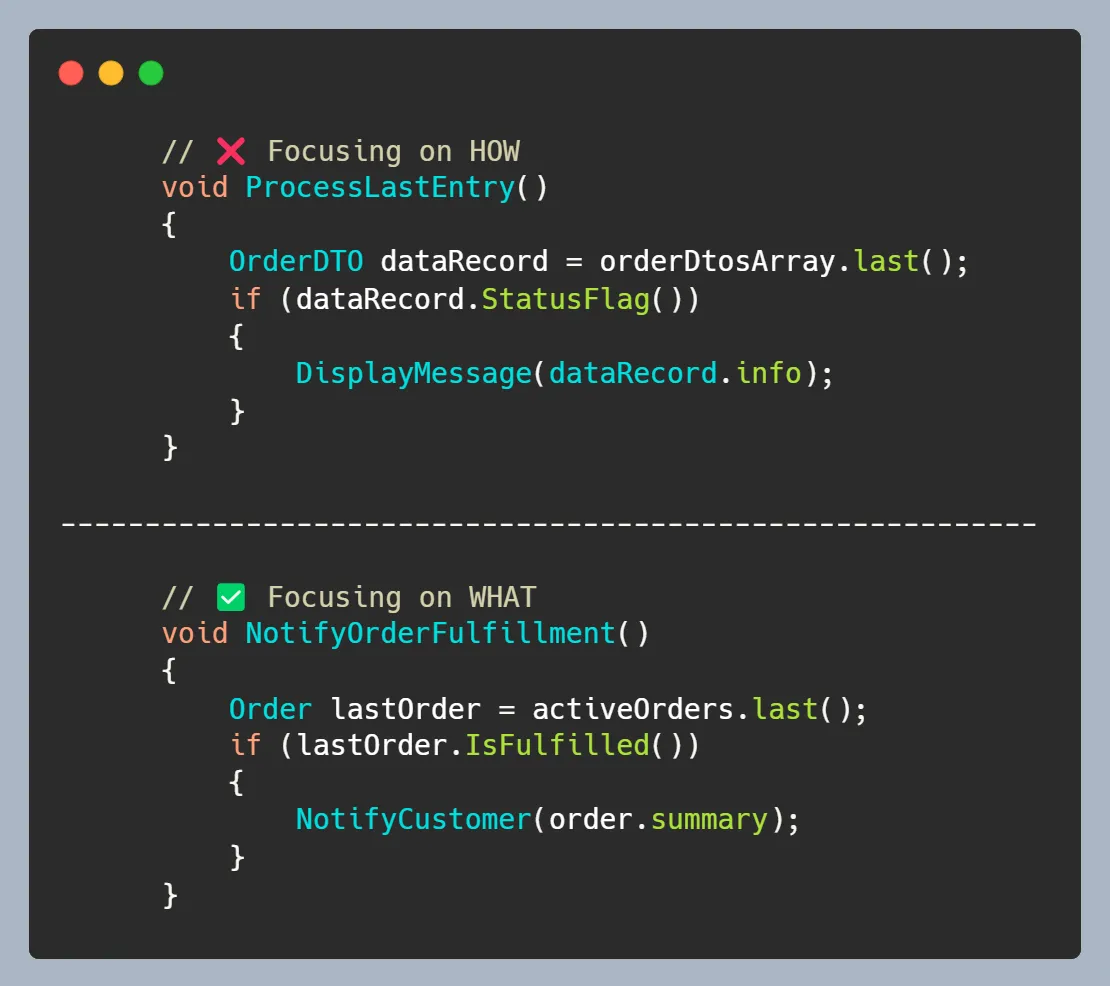 // ❌ Focusing on HOW
void ProcessLastEntry()
{
    OrderDTO dataRecord = orderDtosArray.last();
    if (dataRecord.StatusFlag())
    {
        DisplayMessage(dataRecord.info);
    }
}
----------------------------------------------------------
// ✅ Focusing on WHAT
void NotifyOrderFulfillment()
{
    Order lastOrder = activeOrders.last();
    if (lastOrder.IsFulfilled())
    {
        NotifyCustomer(order.summary);
    }
}